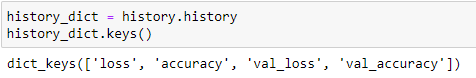 history_dict = history.history
history_dict.keys()
dict_keys(['loss', 'accuracy', 'val_loss', 'val_accuracy'])